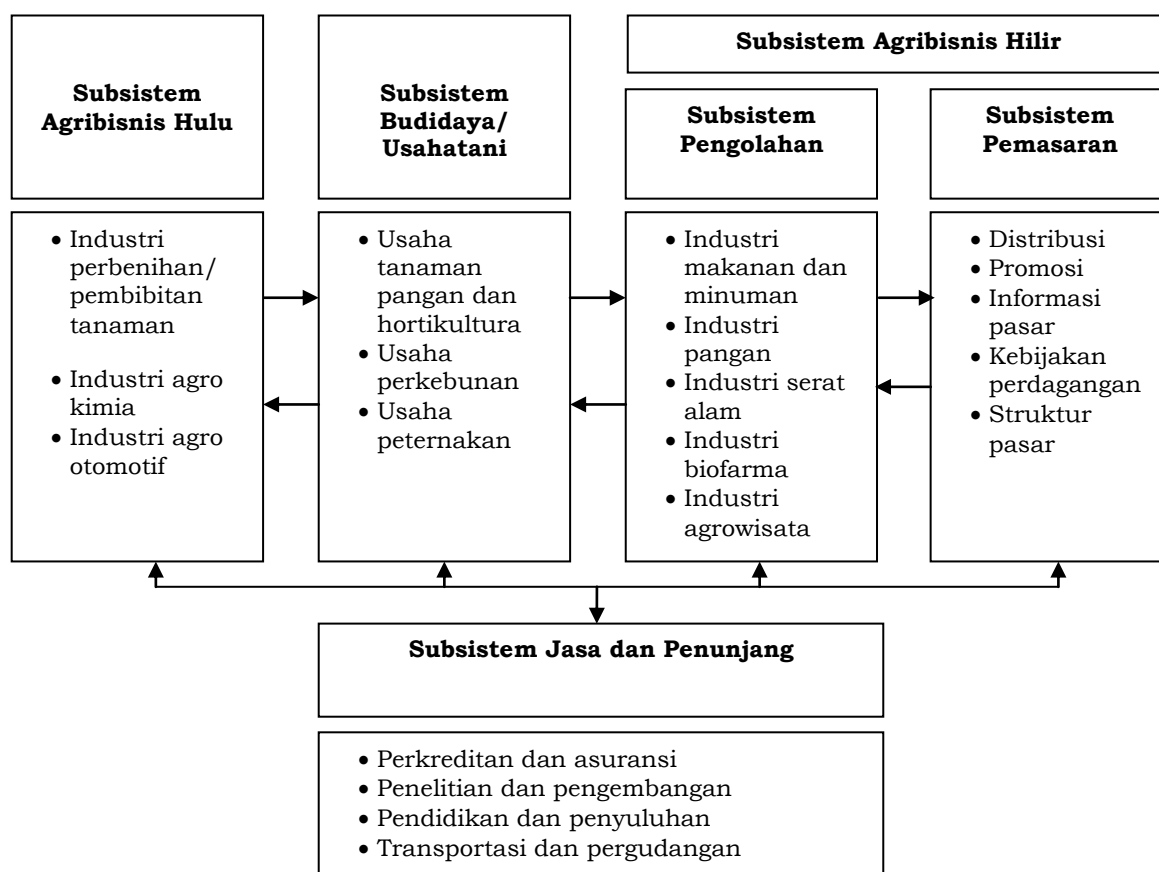 Subsistem
Agribisnis Hulu
Subsistem
Budidaya/
Usahatani
Subsistem Agribisnis Hilir
Subsistem
Pengolahan
Subsistem
Pemasaran
• Industri
perbenihan/
pembibitan
tanaman
• Industri agro
kimia
• Industri agro
otomotif
• Usaha
tanaman
pangan dan
hortikultura
• Usaha
perkebunan
• Usaha
peternakan
• Industri
makanan dan
minuman
• Industri
pangan
• Industri serat
alam
• Industri
biofarma
• Industri
agrowisata
• Distribusi
• Promosi
• Informasi
pasar
• Kebijakan
perdagangan
• Struktur
pasar
Subsistem Jasa dan Penunjang
• Perkreditan dan asuransi
• Penelitian dan pengembangan
• Pendidikan dan penyuluhan
• Transportasi dan pergudangan